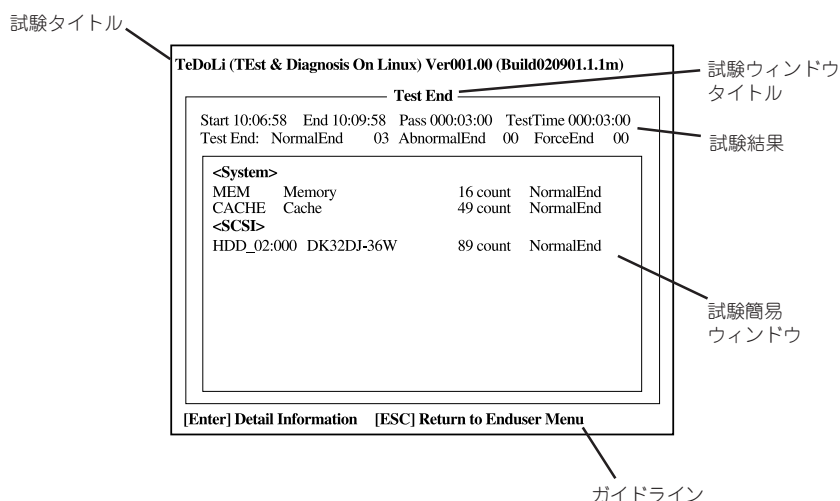 試験タイトル
TeDoLi (TEst & Diagnosis On Linux) Ver001.00 (Build020901.1.1m)
Test End
試験ウィンドウ
タイトル
Start 10:06:58 End 10:09:58 Pass 000:03:00 TestTime 000:03:00
Test End: NormalEnd 03 AbnormalEnd 00 ForceEnd 00
試験結果
<System>
MEM Memory 16 count NormalEnd
CACHE Cache 49 count NormalEnd
<SCSI>
HDD_02:000 DK32DJ-36W 89 count NormalEnd
試験簡易
ウィンドウ
[Enter] Detail Information [ESC] Return to Enduser Menu
ガイドライン